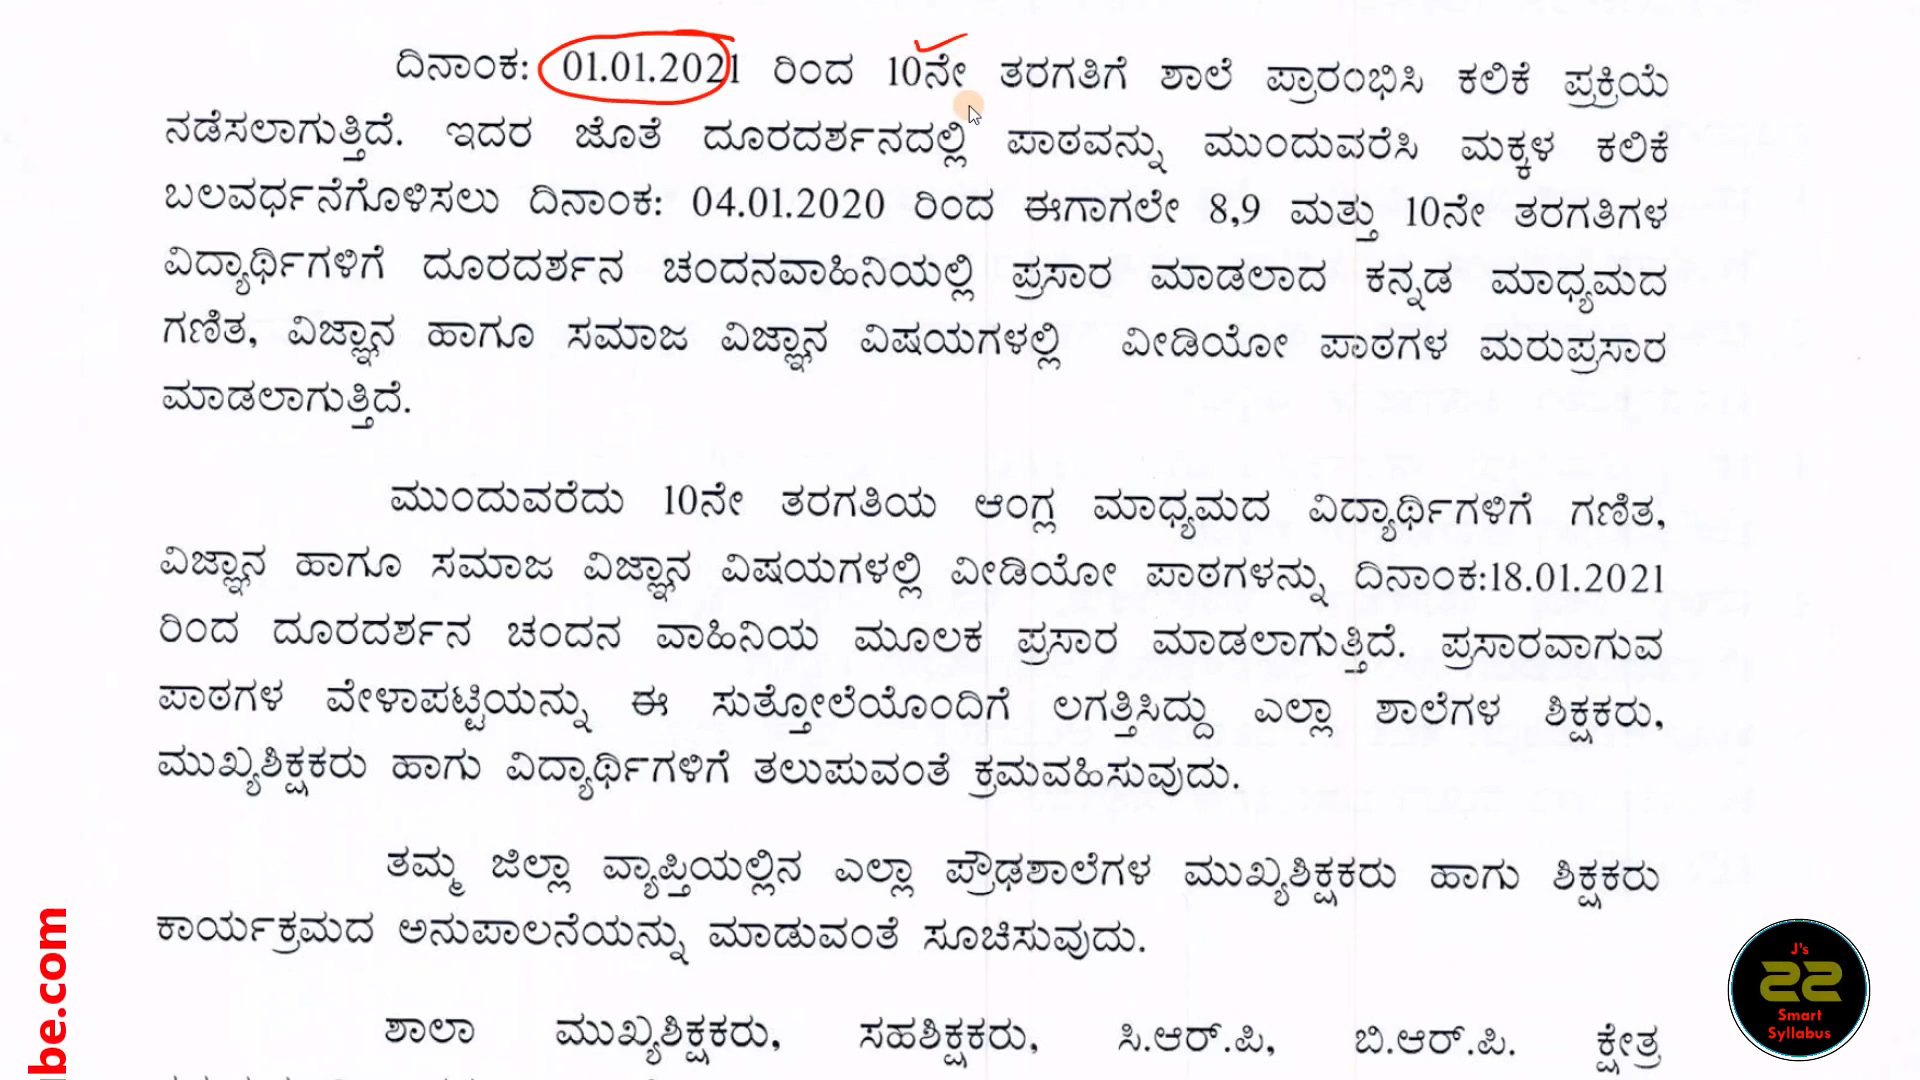 ದಿನಾಂಕ: 01.01.2021 ರಿಂದ 10ನೇ ತರಗತಿಗೆ ಶಾಲೆ ಪ್ರಾರಂಭಿಸಿ ಕಲಿಕೆ ಪ್ರಕ್ರಿಯೆ
ನಡೆಸಲಾಗುತ್ತಿದೆ. ಇದರ ಜೊತೆ ದೂರದರ್ಶನದಲ್ಲಿ ಪಾಠವನ್ನು ಮುಂದುವರೆಸಿ ಮಕ್ಕಳ ಕಲಿಕೆ
ಬಲವರ್ಧನೆಗೊಳಿಸಲು ದಿನಾಂಕ: 04.01.2020 ರಿಂದ ಈಗಾಗಲೇ 8,9 ಮತ್ತು 10ನೇ ತರಗತಿಗಳ
ವಿದ್ಯಾರ್ಥಿಗಳಿಗೆ ದೂರದರ್ಶನ ಚಂದನವಾಹಿನಿಯಲ್ಲಿ ಪ್ರಸಾರ ಮಾಡಲಾದ ಕನ್ನಡ ಮಾಧ್ಯಮದ
ಗಣಿತ, ವಿಜ್ಞಾನ ಹಾಗೂ ಸಮಾಜ ವಿಜ್ಞಾನ ವಿಷಯಗಳಲ್ಲಿ ವೀಡಿಯೋ ಪಾಠಗಳ ಮರುಪ್ರಸಾರ
ಮಾಡಲಾಗುತ್ತಿದೆ.
ಮುಂದುವರೆದು 10ನೇ ತರಗತಿಯ ಆಂಗ್ಲ ಮಾಧ್ಯಮದ ವಿದ್ಯಾರ್ಥಿಗಳಿಗೆ ಗಣಿತ,
ವಿಜ್ಞಾನ ಹಾಗೂ ಸಮಾಜ ವಿಜ್ಞಾನ ವಿಷಯಗಳಲ್ಲಿ ವೀಡಿಯೋ ಪಾಠಗಳನ್ನು ದಿನಾಂಕ:18.01.2021
ರಿಂದ ದೂರದರ್ಶನ ಚಂದನ ವಾಹಿನಿಯ ಮೂಲಕ ಪ್ರಸಾರ ಮಾಡಲಾಗುತ್ತಿದೆ. ಪ್ರಸಾರವಾಗುವ
ಪಾಠಗಳ ವೇಳಾಪಟ್ಟಿಯನ್ನು ಈ ಸುತ್ತೋಲೆಯೊಂದಿಗೆ ಲಗತ್ತಿಸಿದ್ದು ಎಲ್ಲಾ ಶಾಲೆಗಳ ಶಿಕ್ಷಕರು,
ಮುಖ್ಯಶಿಕ್ಷಕರು ಹಾಗು ವಿದ್ಯಾರ್ಥಿಗಳಿಗೆ ತಲುಪುವಂತೆ ಕ್ರಮವಹಿಸುವುದು.
ತಮ್ಮ ಜಿಲ್ಲಾ ವ್ಯಾಪ್ತಿಯಲ್ಲಿನ ಎಲ್ಲಾ ಪ್ರೌಢಶಾಲೆಗಳ ಮುಖ್ಯಶಿಕ್ಷಕರು ಹಾಗು ಶಿಕ್ಷಕರು
ಕಾರ್ಯಕ್ರಮದ ಅನುಪಾಲನೆಯನ್ನು ಮಾಡುವಂತೆ ಸೂಚಿಸುವುದು.
ಶಾಲಾ ಮುಖ್ಯಶಿಕ್ಷಕರು, ಸಹಶಿಕ್ಷಕರು, ಸಿ.ಆರ್.ಪಿ, ಬಿ.ಆರ್.ಪಿ. ಕ್ಷೇತ್ರ
be.com
J's
22
Smart
Syllabus